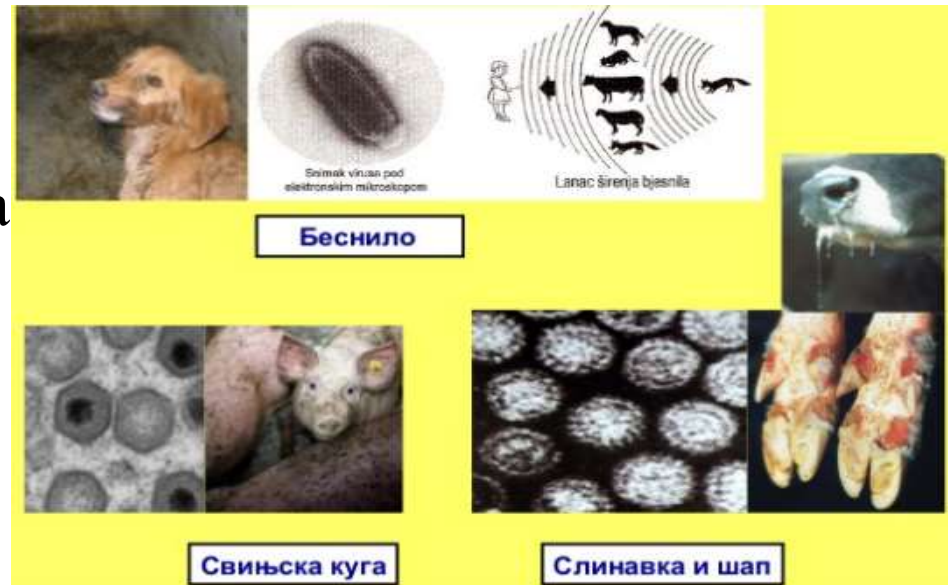 Snimak virusa pod
elektronskim mikroskopom
Lanac širenja bjesnila
а
Беснило
Свињска куга
Слинавка и шап